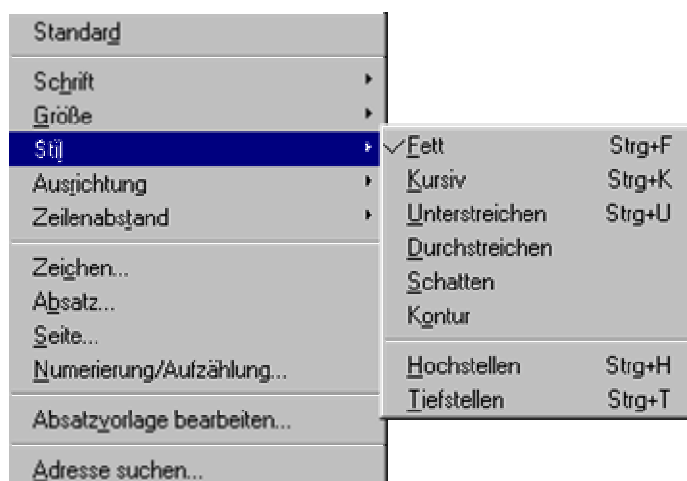 Standard
Schrift
Größe
Stil
Ausrichtung
Zeilenabstand
Zeichen...
Absatz...
Seite...
Numerierung/Aufzählung...
Absatzvorlage bearbeiten...
Adresse suchen...
Fett Strg+F
Kursiv Strg+K
Unterstreichen Strg+U
Durchstreichen
Schatten
Kontur
Hochstellen Strg+H
Tiefstellen Strg+T